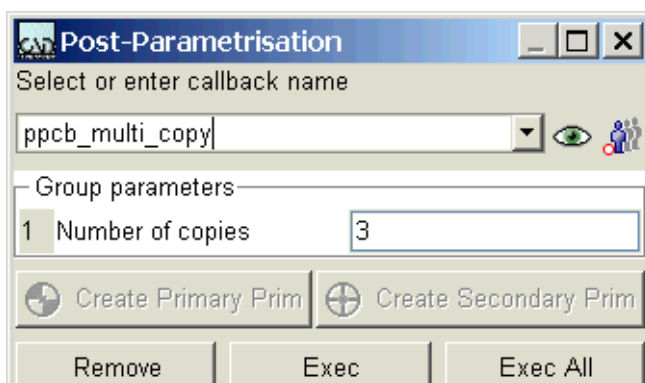 CAD Post-Parametrisation
Select or enter callback name
ppcb_multi_copy
Group parameters
1 Number of copies 3
Create Primary Prim Create Secondary Prim
Remove Exec Exec All